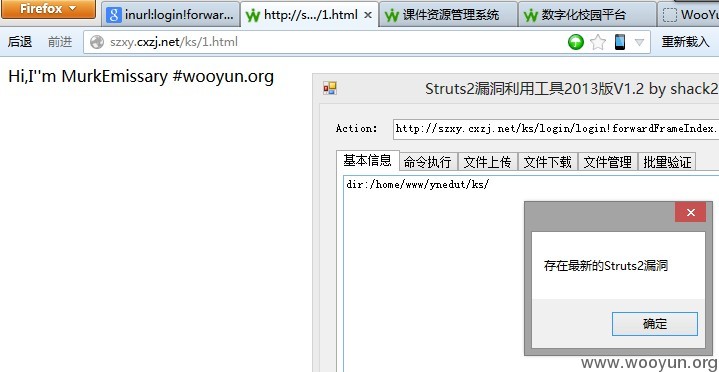 Firefox
inurl:login!forwar...
http://s.../1.html
课件资源管理系统
数字化校园平台
WooY
后退 前进
szxy.cxzj.net/ks/1.html
重新载入
Hi,I''m MurkEmissary #wooyun.org
Struts2漏洞利用工具2013版V1.2 by shack2
Action:
http://szxy.cxzj.net/ks/login/login!forwardFrameIndex.
基本信息 命令执行 文件上传 文件下载 文件管理 批量验证
dir:/home/www/ynedut/ks/
存在最新的Struts2漏洞
确定
www.wooyun.org